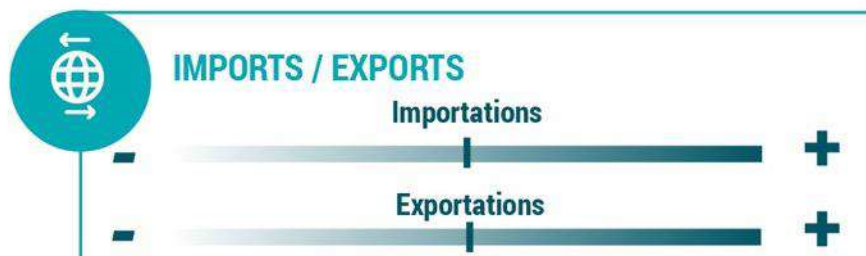 IMPORTS / EXPORTS
Importations
- +
Exportations
- +